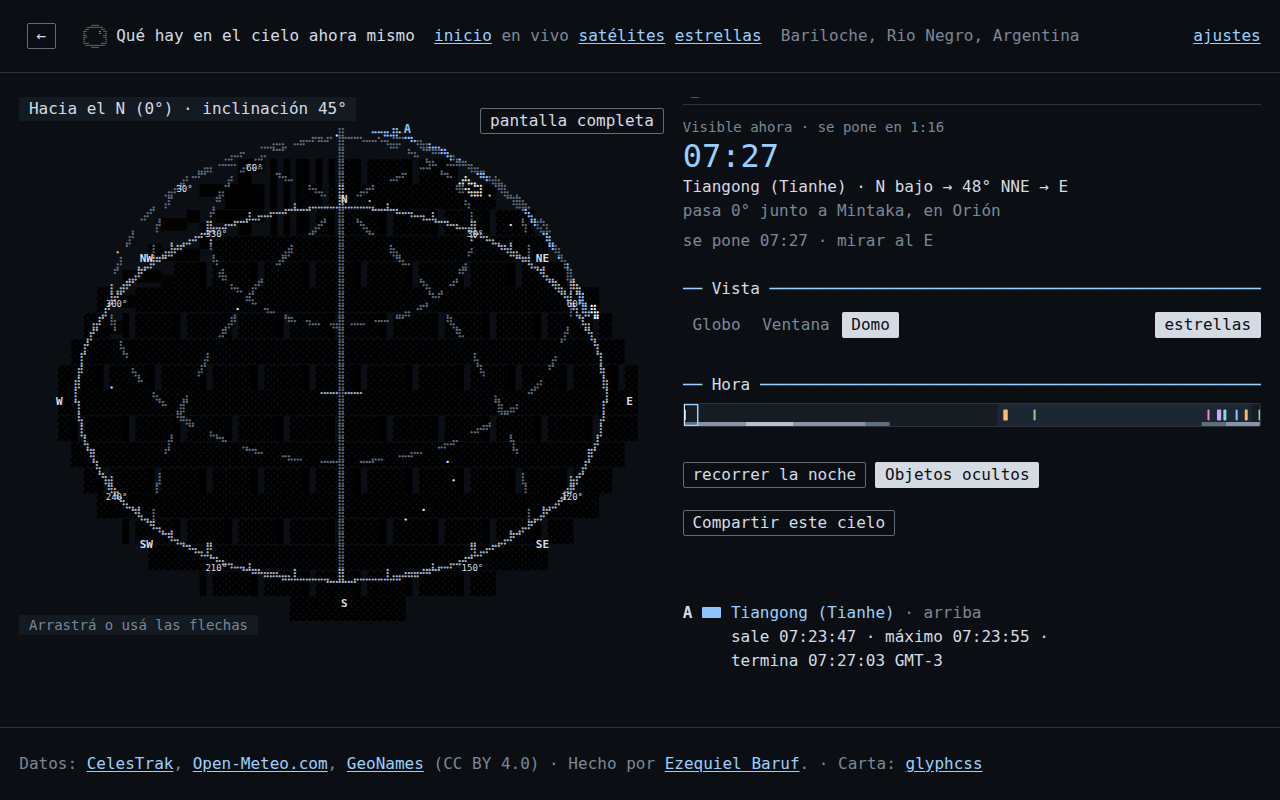 ← Qué hay en el cielo ahora mismo inicio en vivo satélites estrellas Bariloche, Rio Negro, Argentina ajustes
Hacia el N (0°) · inclinación 45°
pantalla completa
A
60°
30°
N
330°
30°
NW
NE
300°
60°
W
E
240°
120°
SW
SE
210°
150°
S
Arrastrá o usá las flechas
Visible ahora · se pone en 1:16
07:27
Tiangong (Tianhe) · N bajo → 48° NNE → E
pasa 0° junto a Mintaka, en Orión
se pone 07:27 · mirar al E
Vista
Globo Ventana Domo estrellas
Hora
recorrer la noche Objetos ocultos
Compartir este cielo
A Tiangong (Tianhe) · arriba
sale 07:23:47 · máximo 07:23:55 ·
termina 07:27:03 GMT-3
Datos: CelesTrak, Open-Meteo.com, GeoNames (CC BY 4.0) · Hecho por Ezequiel Baruf. · Carta: glyphcss